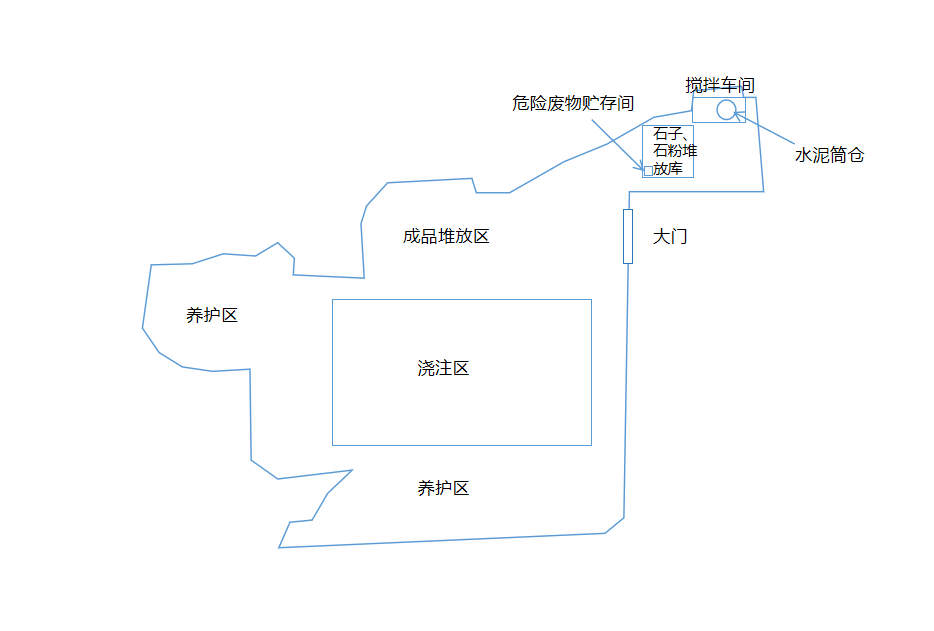 搅拌车间
危险废物贮存间
石子、
石粉堆
放库
水泥筒仓
成品堆放区
大门
养护区
浇注区
养护区